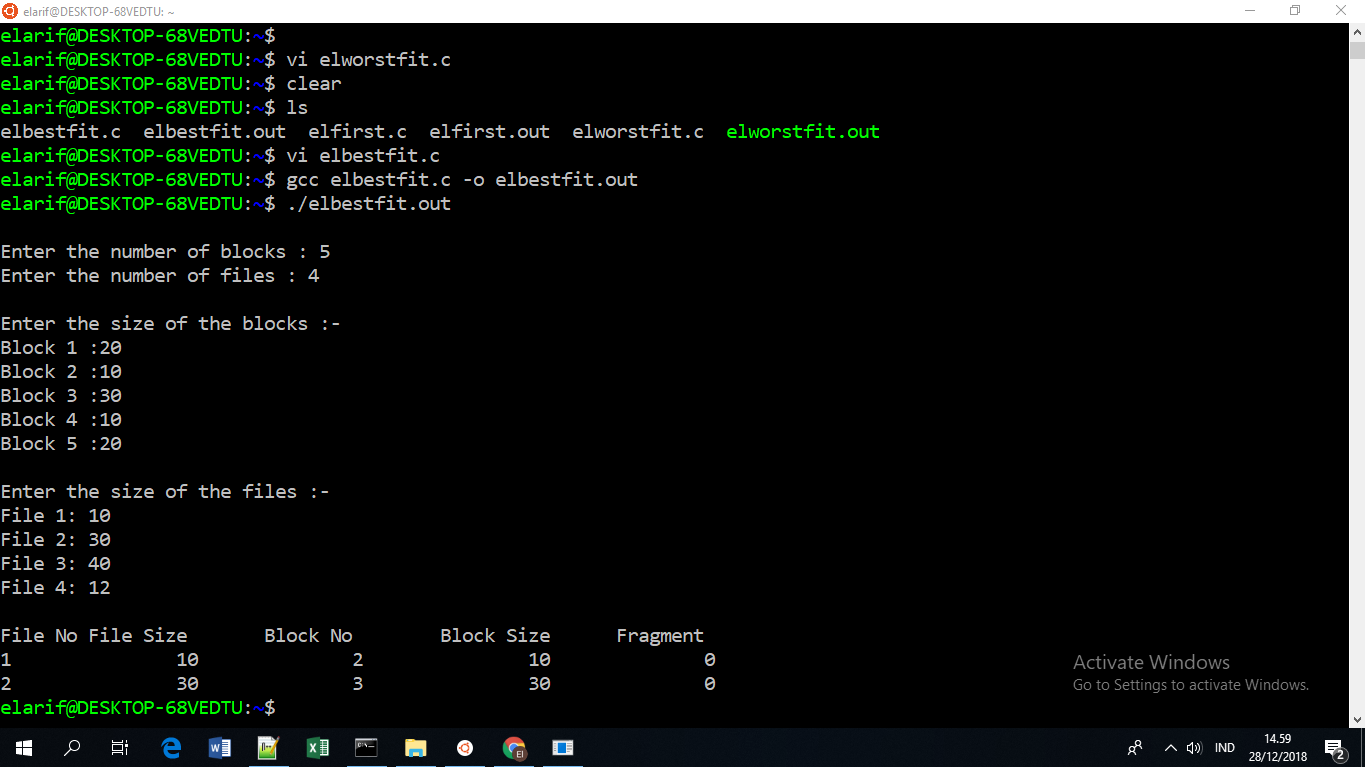 elarif@DESKTOP-68VEDTU: ~
elarif@DESKTOP-68VEDTU:~$
elarif@DESKTOP-68VEDTU:~$ vi elworstfit.c
elarif@DESKTOP-68VEDTU:~$ clear
elarif@DESKTOP-68VEDTU:~$ ls
elbestfit.c  elbestfit.out  elfirst.c  elfirst.out  elworstfit.c  elworstfit.out
elarif@DESKTOP-68VEDTU:~$ vi elbestfit.c
elarif@DESKTOP-68VEDTU:~$ gcc elbestfit.c -o elbestfit.out
elarif@DESKTOP-68VEDTU:~$ ./elbestfit.out
Enter the number of blocks : 5
Enter the number of files : 4
Enter the size of the blocks :-
Block 1 :20
Block 2 :10
Block 3 :30
Block 4 :10
Block 5 :20
Enter the size of the files :-
File 1: 10
File 2: 30
File 3: 40
File 4: 12
File No File Size       Block No        Block Size      Fragment
1               10              2               10              0
2               30              3               30              0
elarif@DESKTOP-68VEDTU:~$
Activate Windows
Go to Settings to activate Windows.
IND
14.59
28/12/2018
2